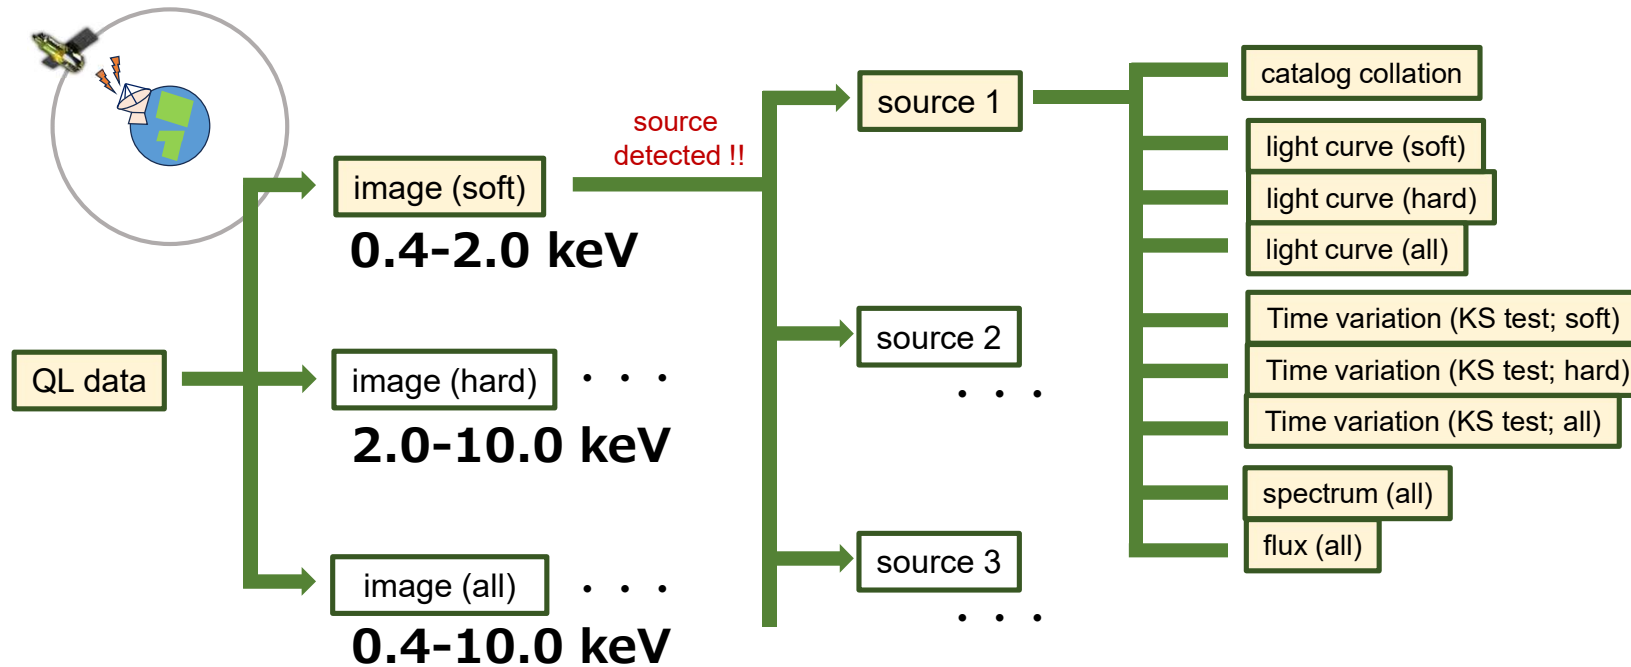 QL data
image (soft)
0.4-2.0 keV
image (hard)
· · ·
2.0-10.0 keV
image (all)
· · ·
0.4-10.0 keV
source
detected !!
source 1
source 2
· · ·
source 3
· · ·
catalog collation
light curve (soft)
light curve (hard)
light curve (all)
Time variation (KS test; soft)
Time variation (KS test; hard)
Time variation (KS test; all)
spectrum (all)
flux (all)